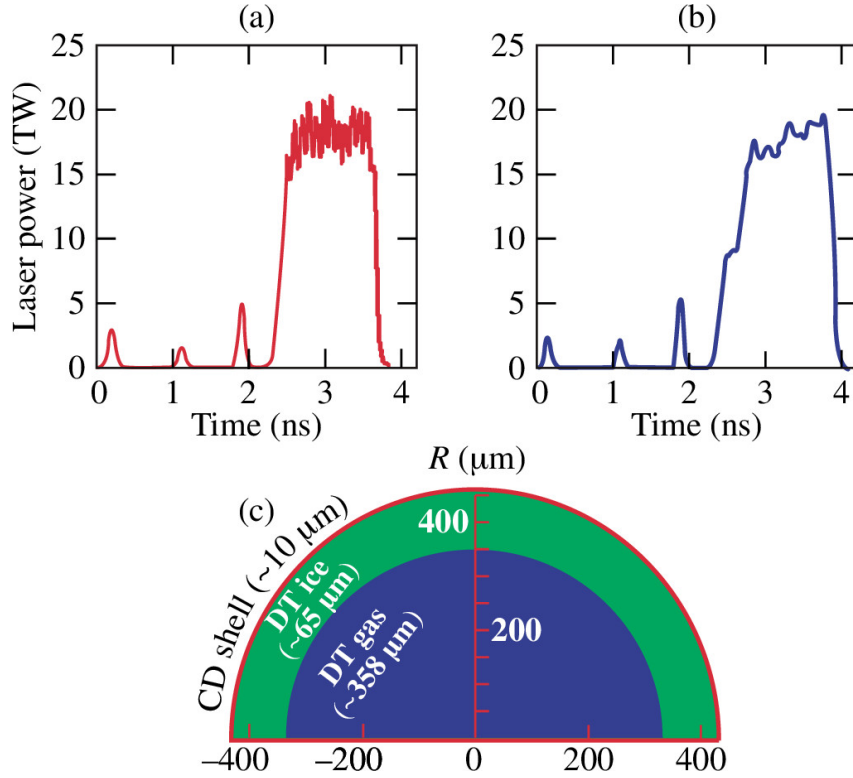 (a)
(b)
Laser power (TW)
25
20
15
10
5
0
0 1 2 3 4
Time (ns)
25
20
15
10
5
0
0 1 2 3 4
Time (ns)
(c)
R (μm)
CD shell (~10 μm)
DT ice
(~65 μm)
DT gas
(~358 μm)
400
200
–400 –200 0 200 400